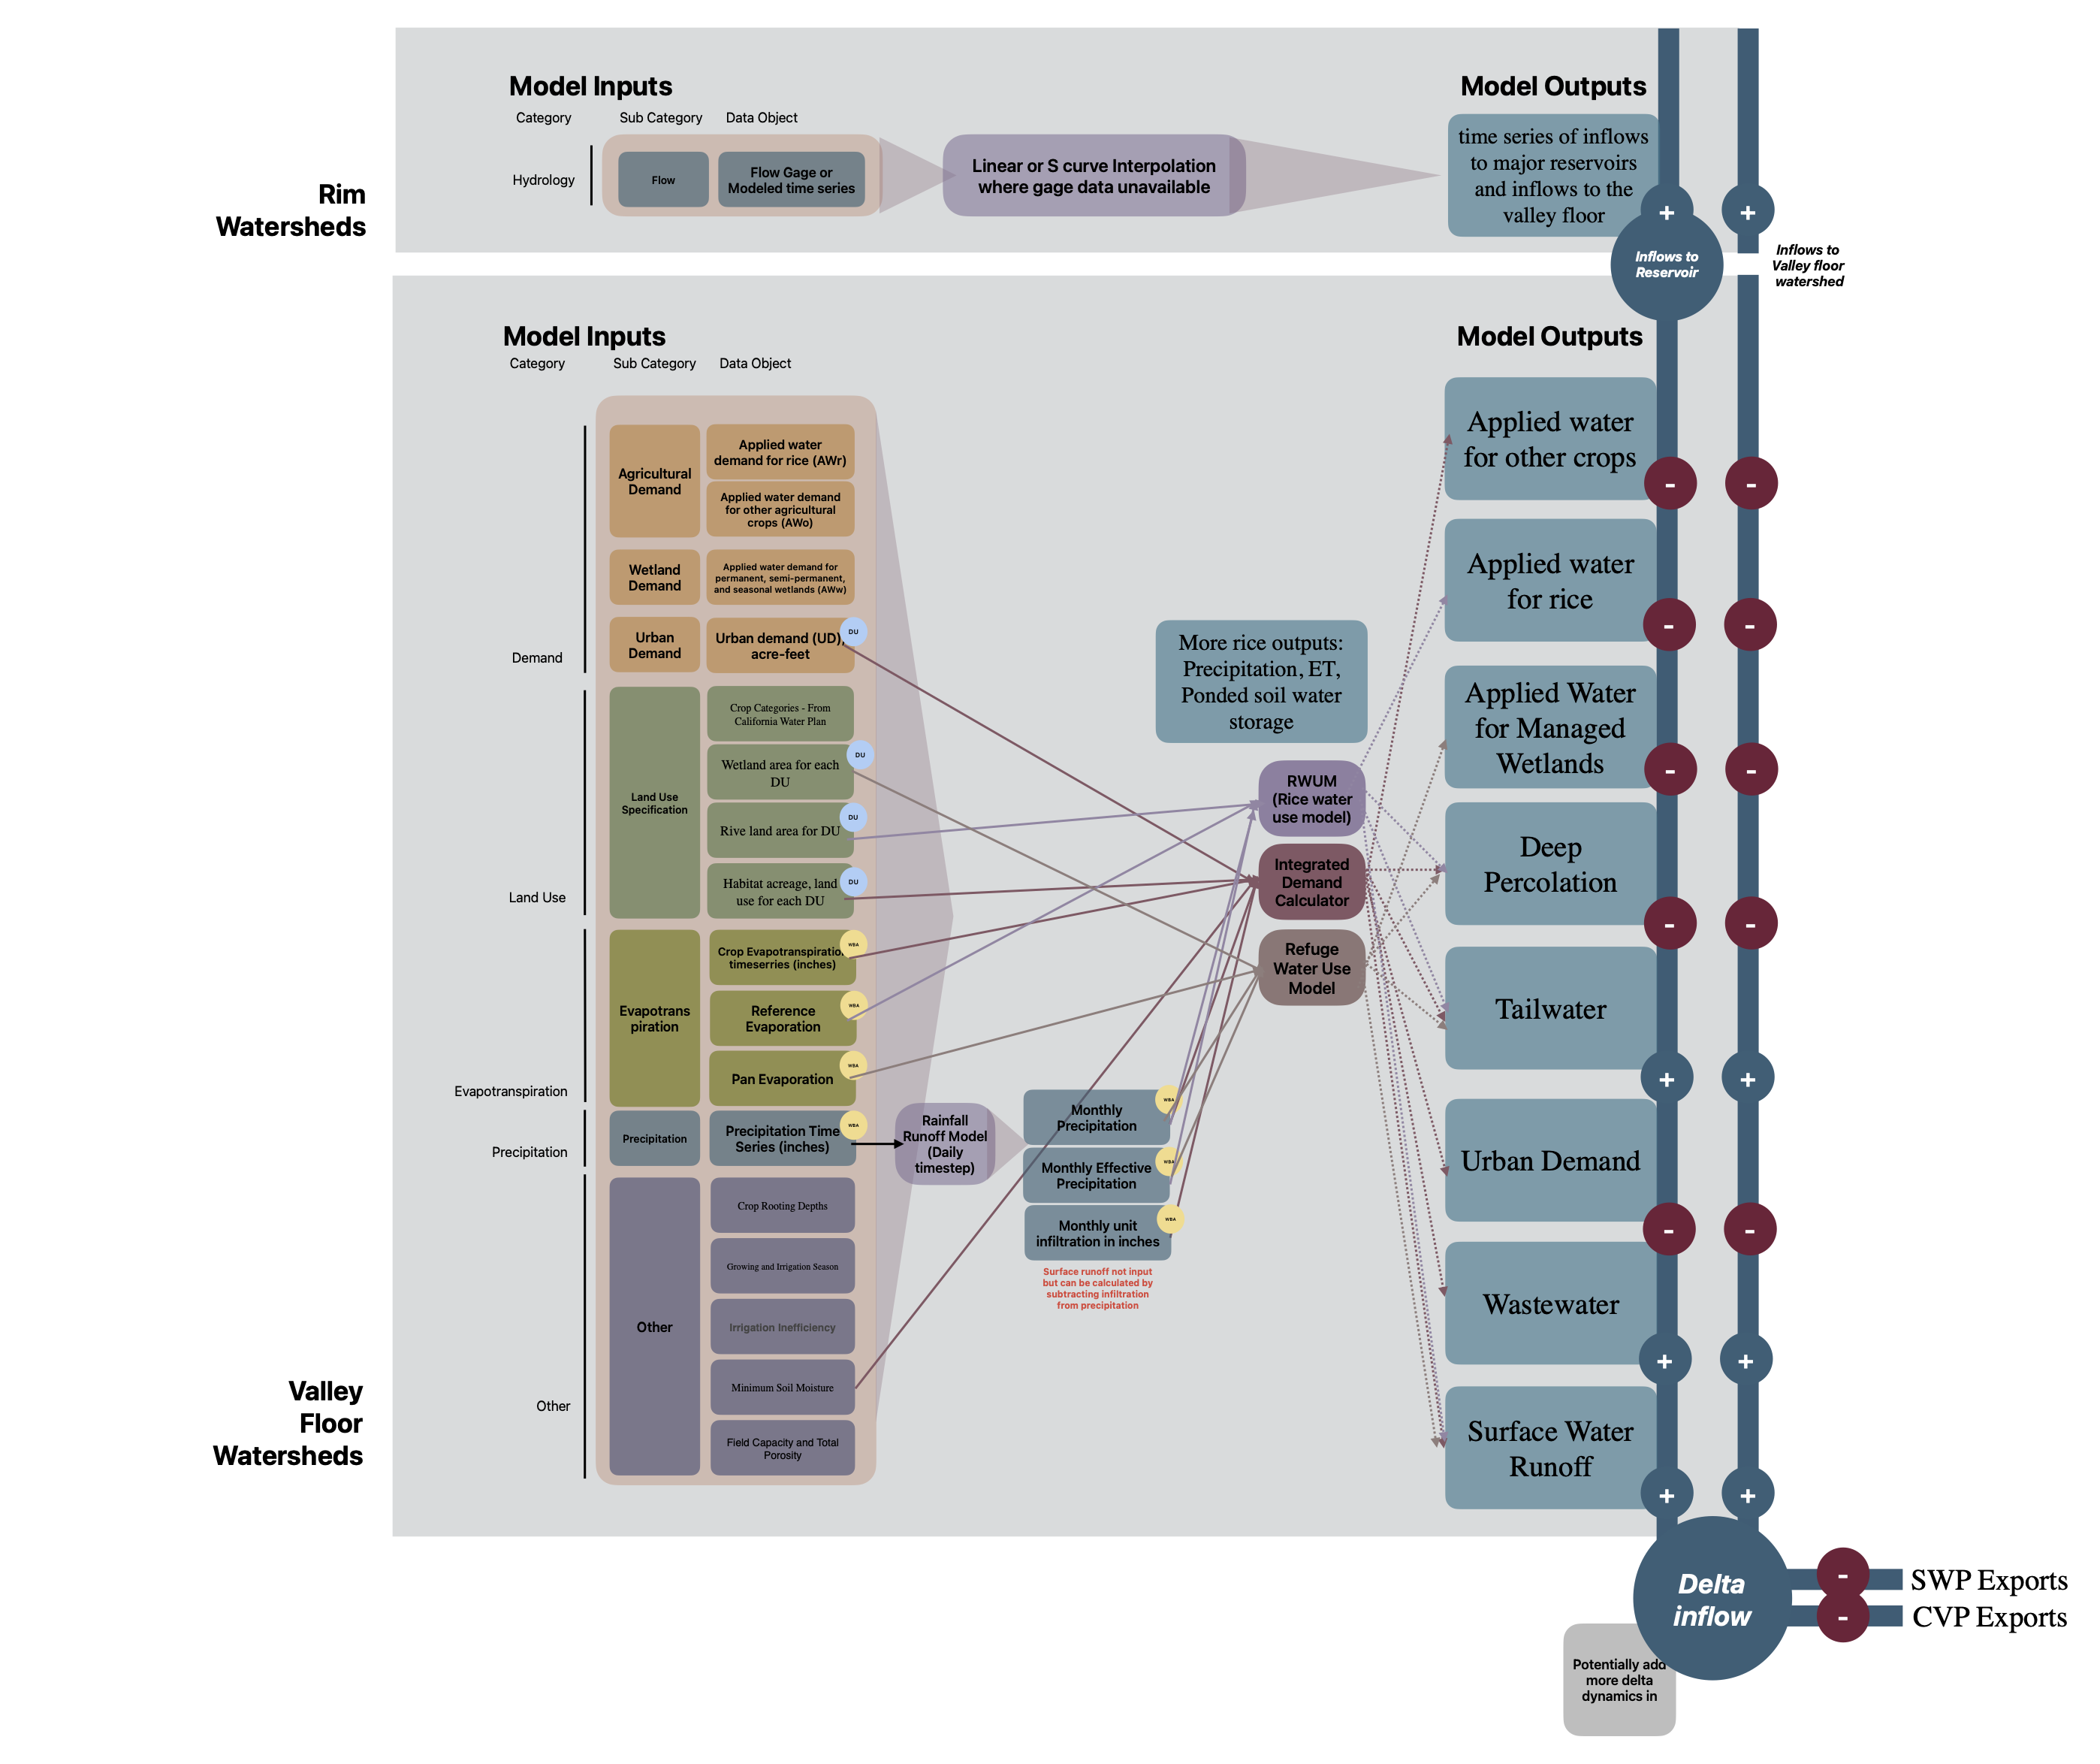 Rim
Watersheds
Model Inputs
Category
Sub Category
Data Object
Hydrology
Flow
Flow Gage or
Modeled time series
Linear or S curve Interpolation
where gage data unavailable
Model Outputs
time series of inflows
to major reservoirs
and inflows to the
valley floor
+
+
Inflows to
Reservoir
Inflows to
Valley floor
watershed
Valley
Floor
Watersheds
Model Inputs
Category
Sub Category
Data Object
Demand
Agricultural
Demand
Applied water
demand for rice (AWr)
Applied water demand
for other agricultural
crops (AWo)
Wetland
Demand
Applied water demand for
permanent, semi-permanent,
and seasonal wetlands (AWw)
Urban
Demand
Urban demand (UD),
acre-feet
DU
Land Use
Land Use
Specification
Crop Categories - From
California Water Plan
Wetland area for each
DU
DU
Rive land area for DU
DU
Habitat acreage, land
use for each DU
DU
Evapotranspiration
Evapotrans
piration
Crop Evapotranspiration
timeserries (inches)
WBA
Reference
Evaporation
WBA
Pan Evaporation
WBA
Precipitation
Precipitation
Precipitation Time
Series (inches)
WBA
Other
Other
Crop Rooting Depths
Growing and Irrigation Season
Irrigation Inefficiency
Minimum Soil Moisture
Field Capacity and Total
Porosity
Rainfall
Runoff Model
(Daily
timestep)
Monthly
Precipitation
WBA
Monthly Effective
Precipitation
WBA
Monthly unit
infiltration in inches
WBA
Surface runoff not input
but can be calculated by
subtracting infiltration
from precipitation
More rice outputs:
Precipitation, ET,
Ponded soil water
storage
RWUM
(Rice water
use model)
Integrated
Demand
Calculator
Refuge
Water Use
Model
Model Outputs
Applied water
for other crops
-
-
Applied water
for rice
-
-
Applied Water
for Managed
Wetlands
-
-
Deep
Percolation
-
-
Tailwater
+
+
Urban Demand
-
-
Wastewater
+
+
Surface Water
Runoff
+
+
Delta
inflow
-
SWP Exports
-
CVP Exports
Potentially add
more delta
dynamics in